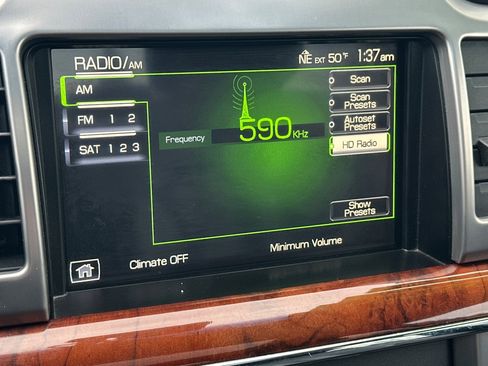 RADIO/AM
NE EXT 50 °F 1:37am
AM
FM 1 2
SAT 1 2 3
Frequency 590 KHz
Scan
Scan
Presets
Autoset
Presets
HD Radio
Show
Presets
Climate OFF
Minimum Volume